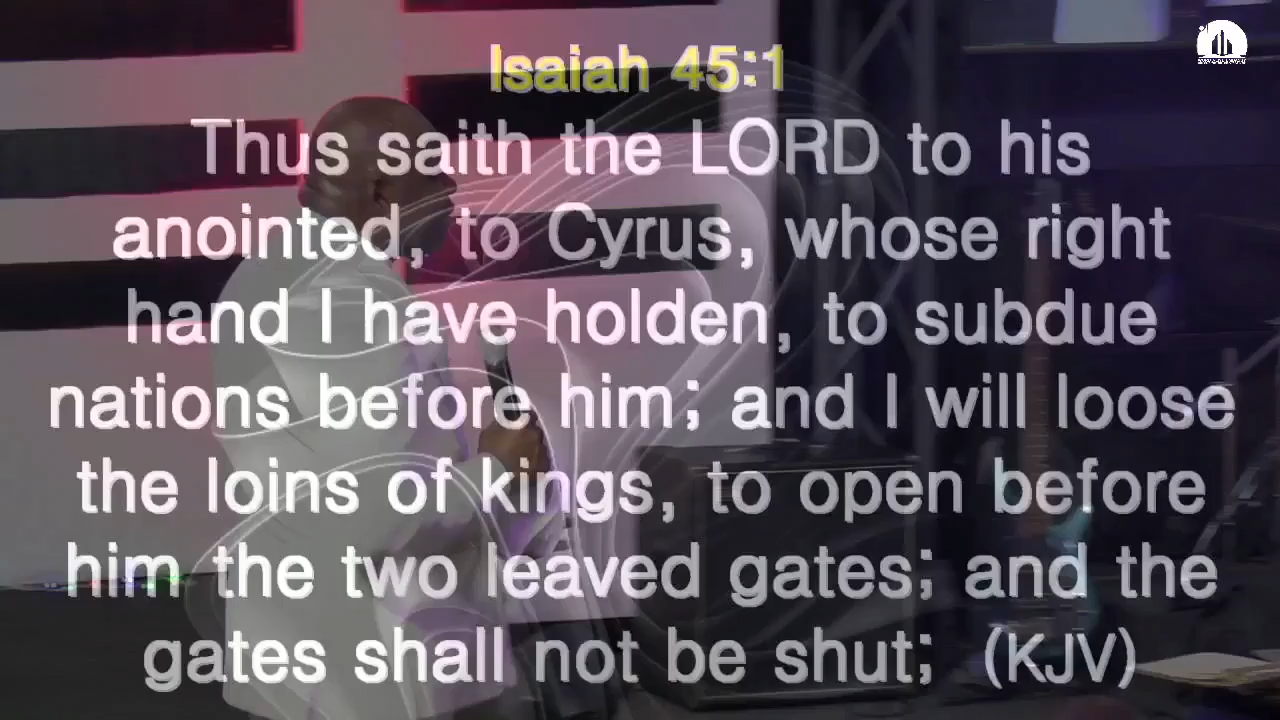 Isaiah 45:1
Thus saith the LORD to his
anointed, to Cyrus, whose right
hand I have holden, to subdue
nations before him; and I will loose
the loins of kings, to open before
him the two leaved gates; and the
gates shall not be shut; (KJV)